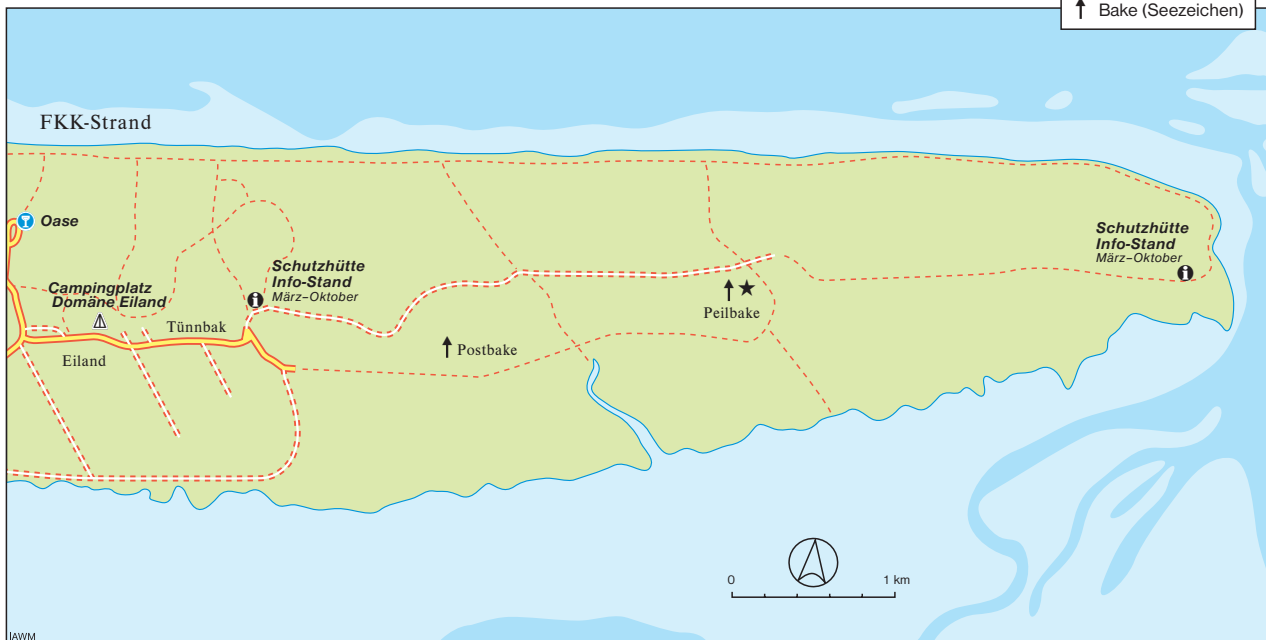 Bake (Seezeichen)
FKK-Strand
Oase
Schutzhütte
Info-Stand
März–Oktober
Schutzhütte
Info-Stand
März–Oktober
Campingplatz
Domäne Eiland
Tünnbak
Eiland
Peilbake
Postbake
0
1 km
AWM